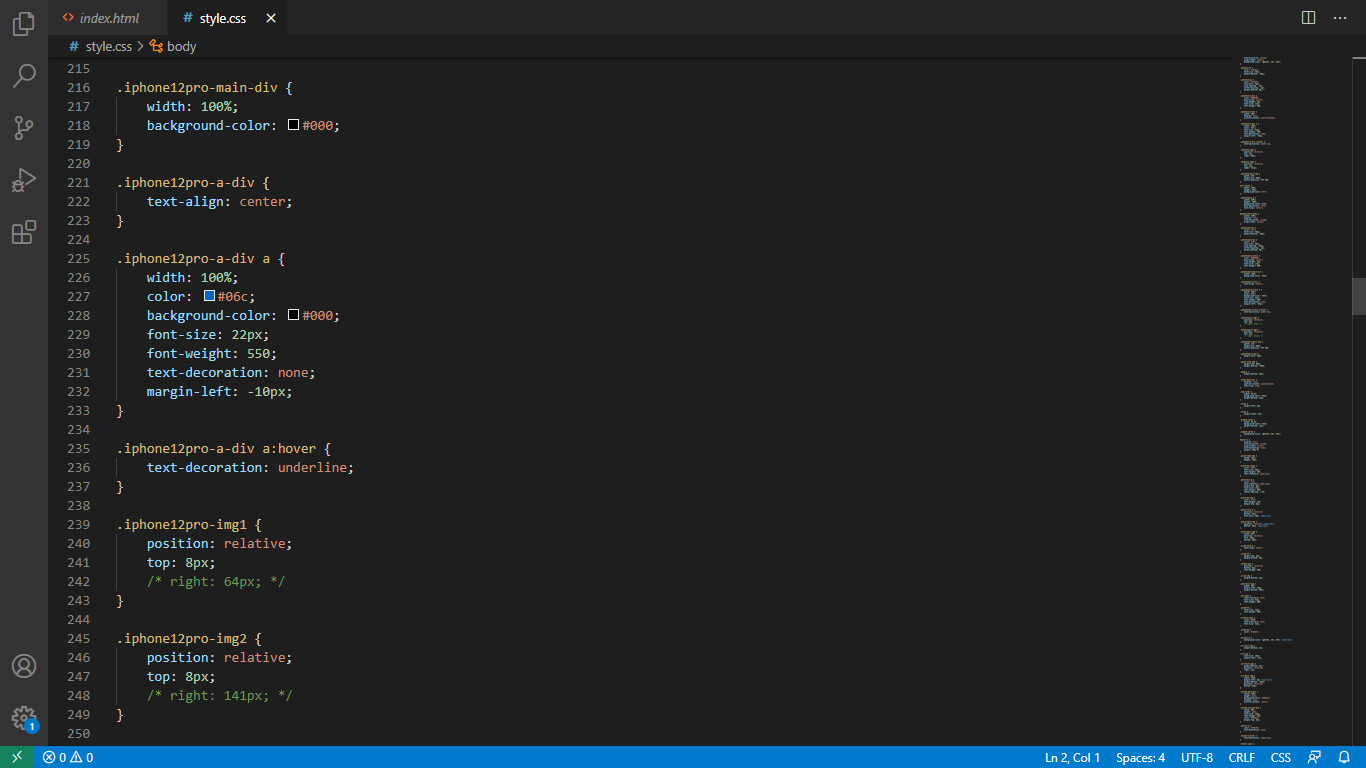 index.html
style.css
style.css > body
215
216 .iphone12pro-main-div {
217 width: 100%;
218 background-color: #000;
219 }
220
221 .iphone12pro-a-div {
222 text-align: center;
223 }
224
225 .iphone12pro-a-div a {
226 width: 100%;
227 color: #06c;
228 background-color: #000;
229 font-size: 22px;
230 font-weight: 550;
231 text-decoration: none;
232 margin-left: -10px;
233 }
234
235 .iphone12pro-a-div a:hover {
236 text-decoration: underline;
237 }
238
239 .iphone12pro-img1 {
240 position: relative;
241 top: 8px;
242 /* right: 64px; */
243 }
244
245 .iphone12pro-img2 {
246 position: relative;
247 top: 8px;
248 /* right: 141px; */
249 }
250
1
0 0 Ln 2, Col 1 Spaces: 4 UTF-8 CRLF CSS